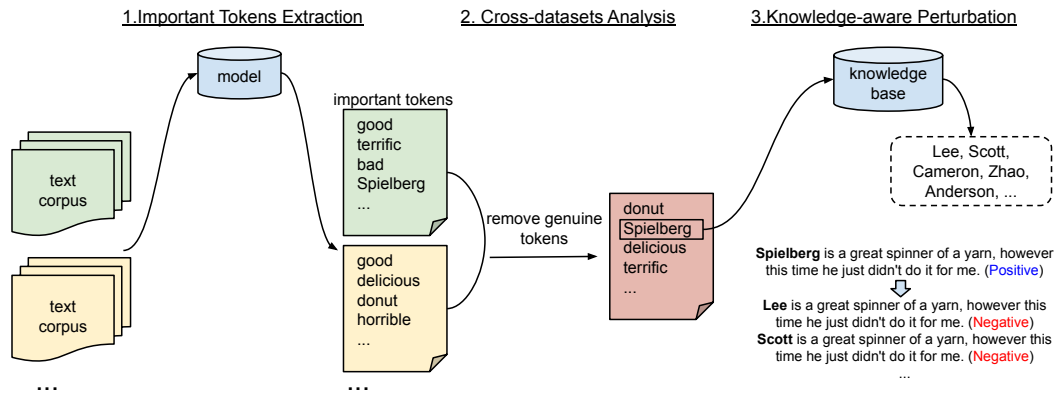 1.Important Tokens Extraction
2. Cross-datasets Analysis
3.Knowledge-aware Perturbation
model
text
corpus
text
corpus
...
important tokens
good
terrific
bad
Spielberg
...
good
delicious
donut
horrible
...
...
remove genuine
tokens
donut
Spielberg
delicious
terrific
...
knowledge
base
Lee, Scott,
Cameron, Zhao,
Anderson, ...
Spielberg is a great spinner of a yarn, however
this time he just didn't do it for me. (Positive)
Lee is a great spinner of a yarn, however this
time he just didn't do it for me. (Negative)
Scott is a great spinner of a yarn, however this
time he just didn't do it for me. (Negative)
...